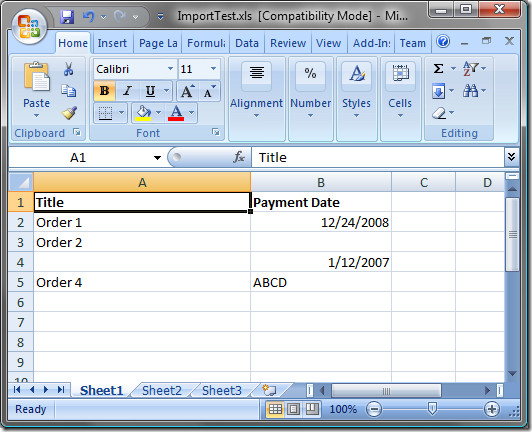 ImportTest.xls [Compatibility Mode] - Mi...
Home Insert Page La Formula Data Review View Add-Ins Team
Calibri 11
Paste B I U Alignment Number Styles Cells
Clipboard Font Editing
A1 fx Title
A B C D
1 Title Payment Date
2 Order 1 12/24/2008
3 Order 2
4 1/12/2007
5 Order 4 ABCD
6
7
8
9
10
Sheet1 Sheet2 Sheet3
Ready 100%